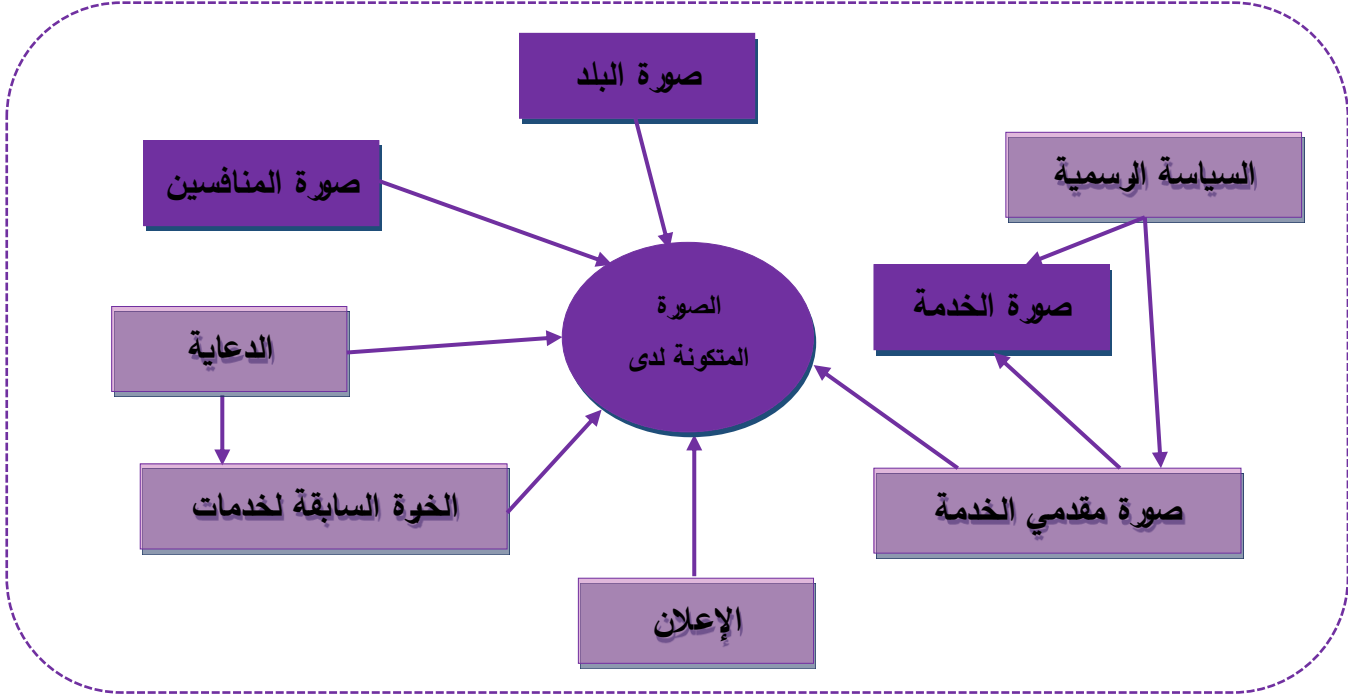 صورة البلد
السياسة الرسمية
صورة المنافسين
صورة الخدمة
الصورة
المتكونة لدى
الدعاية
الخوة السابقة لخدمات
صورة مقدمي الخدمة
الإعلان